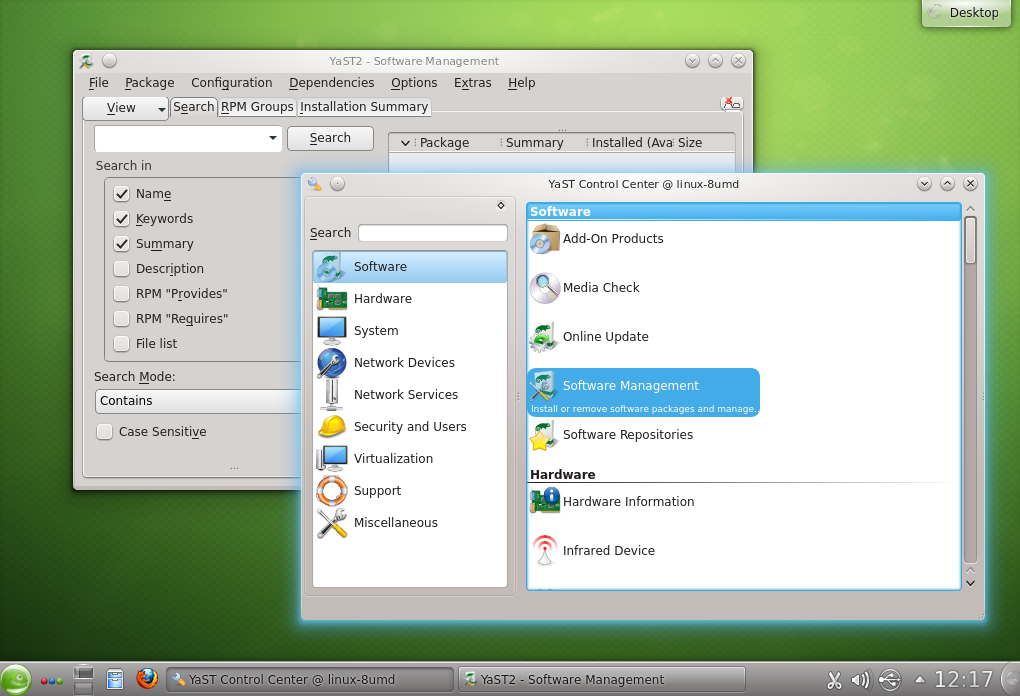 Desktop
YaST2 - Software Management
File Package Configuration Dependencies Options Extras Help
View Search RPM Groups Installation Summary
Search
Package Summary Installed (Ava Size
Search in
Name
Keywords
Summary
Description
RPM "Provides"
RPM "Requires"
File list
Search Mode:
Contains
Case Sensitive
...
YaST Control Center @ linux-8umd
Search
Software
Hardware
System
Network Devices
Network Services
Security and Users
Virtualization
Support
Miscellaneous
Software
Add-On Products
Media Check
Online Update
Software Management
Install or remove software packages and manage..
Software Repositories
Hardware
Hardware Information
Infrared Device
YaST Control Center @ linux-8umd
YaST2 - Software Management
12:17